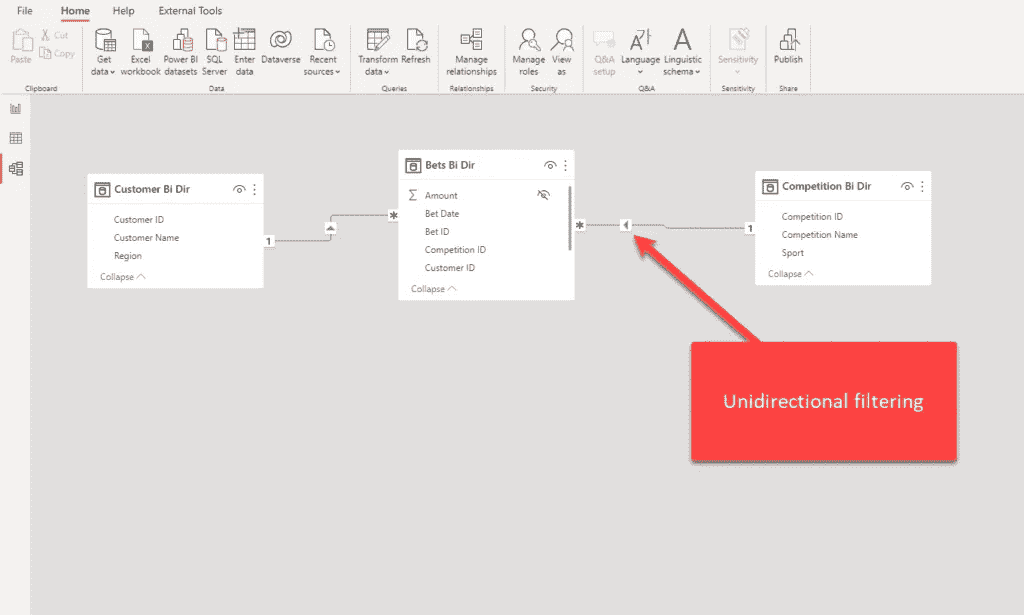 File Home Help External Tools
Paste Cut Copy
Get data
Excel workbook
Power BI datasets
SQL Server
Enter data
Dataverse
Recent sources
Transform data
Refresh
Manage relationships
Manage roles
View as
Q&A setup
Language
Linguistic schema
Sensitivity
Publish
Clipboard Data Queries Relationships Security Q&A Sensitivity Share
Customer Bi Dir
Customer ID
Customer Name
Region
Collapse
1
Bets Bi Dir
Σ Amount
Bet Date
Bet ID
Competition ID
Customer ID
Collapse
*
*
Competition Bi Dir
Competition ID
Competition Name
Sport
Collapse
1
Unidirectional filtering